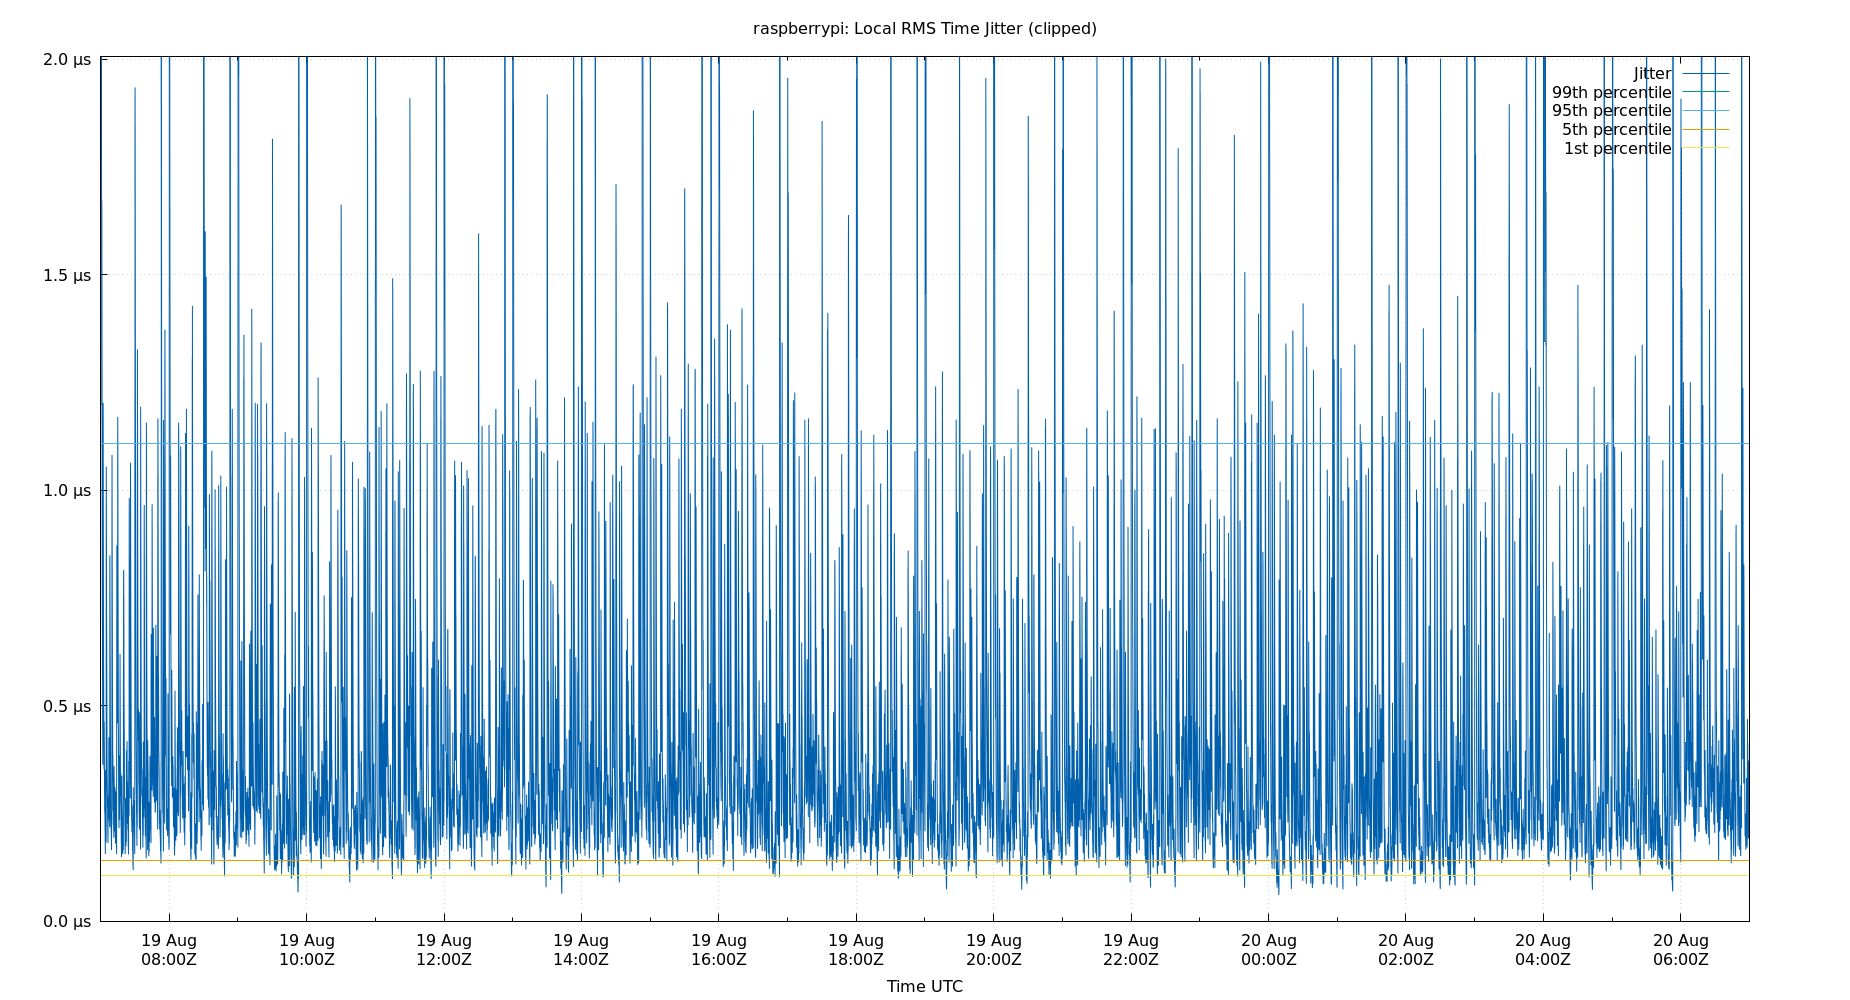 raspberrypi: Local RMS Time Jitter (clipped)
2.0 µs
1.5 µs
1.0 µs
0.5 µs
0.0 µs
Jitter
99th percentile
95th percentile
5th percentile
1st percentile
19 Aug 19 Aug 19 Aug 19 Aug 19 Aug 19 Aug 19 Aug 19 Aug 20 Aug 20 Aug 20 Aug 20 Aug
08:00Z 10:00Z 12:00Z 14:00Z 16:00Z 18:00Z 20:00Z 22:00Z 00:00Z 02:00Z 04:00Z 06:00Z
Time UTC